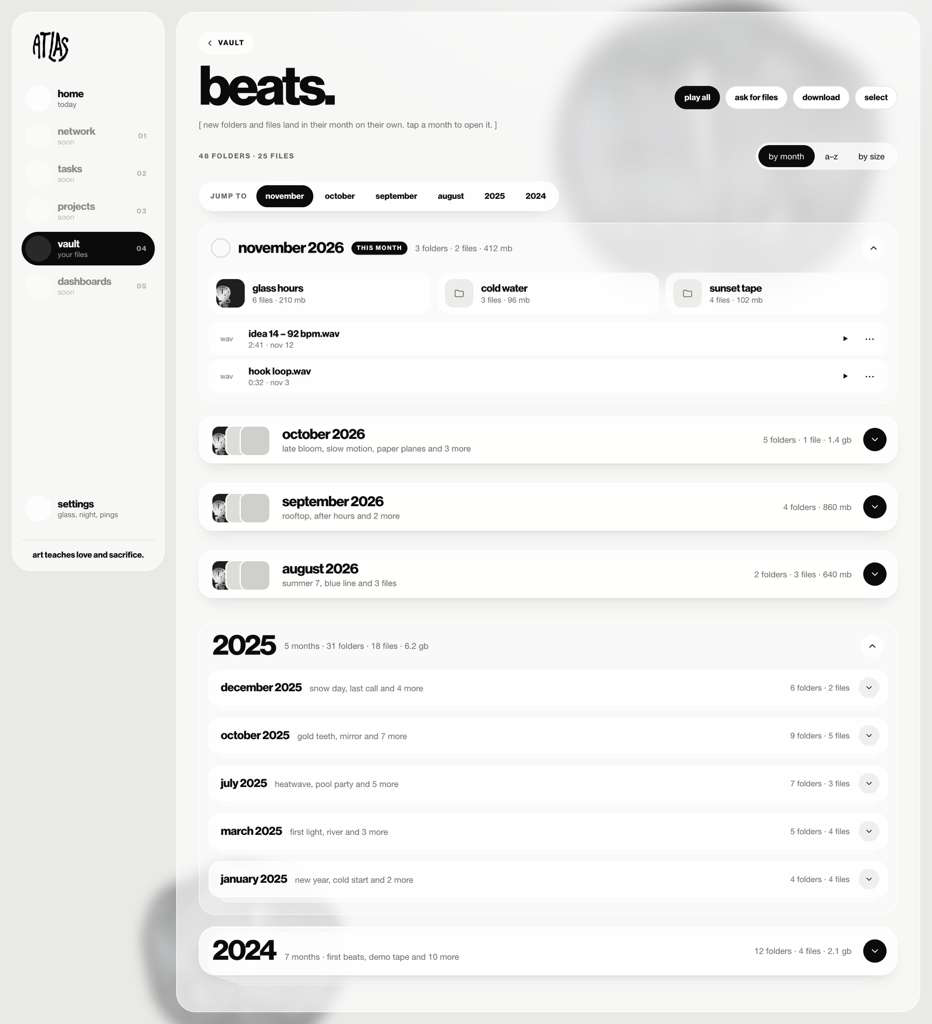 ATLAS
home
today
network
soon
01
tasks
soon
02
projects
soon
03
vault
your files
04
dashboards
soon
05
settings
glass, night, pings
art teaches love and sacrifice.
VAULT
beats.
[ new folders and files land in their month on their own. tap a month to open it. ]
play all
ask for files
download
select
46 FOLDERS · 25 FILES
by month
a–z
by size
JUMP TO
november
october
september
august
2025
2024
november 2026
THIS MONTH
3 folders · 2 files · 412 mb
glass hours
6 files · 210 mb
cold water
3 files · 96 mb
sunset tape
4 files · 102 mb
wav
idea 14 – 92 bpm.wav
2:41 · nov 12
wav
hook loop.wav
0:32 · nov 3
october 2026
late bloom, slow motion, paper planes and 3 more
5 folders · 1 file · 1.4 gb
september 2026
rooftop, after hours and 2 more
4 folders · 860 mb
august 2026
summer 7, blue line and 3 files
2 folders · 3 files · 640 mb
2025
5 months · 31 folders · 18 files · 6.2 gb
december 2025
snow day, last call and 4 more
6 folders · 2 files
october 2025
gold teeth, mirror and 7 more
9 folders · 5 files
july 2025
heatwave, pool party and 5 more
7 folders · 3 files
march 2025
first light, river and 3 more
5 folders · 4 files
january 2025
new year, cold start and 2 more
4 folders · 4 files
2024
7 months · first beats, demo tape and 10 more
12 folders · 4 files · 2.1 gb